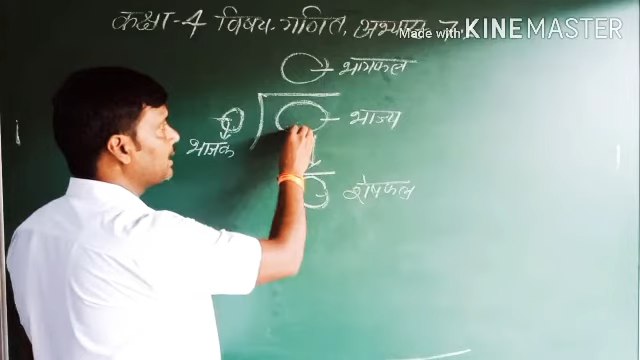 कक्षा-4 विषय-गणित, अभ्यास
Made with KINEMASTER
भागफल
भाज्य
भाजक
शेषफल